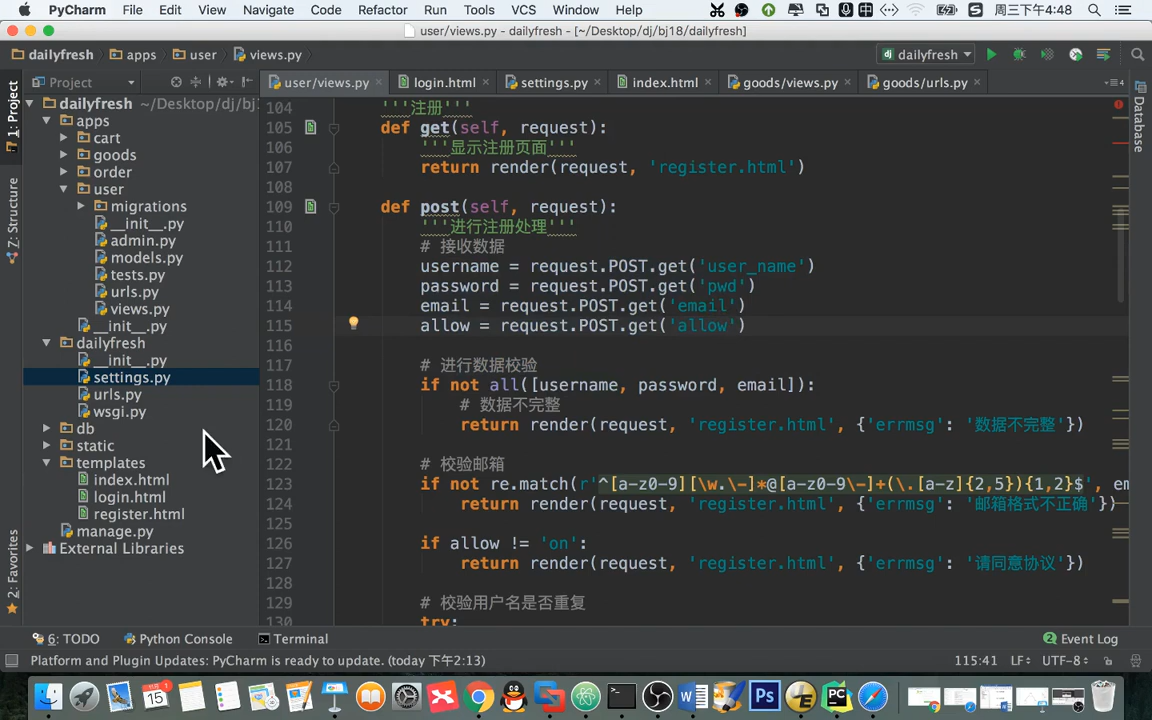 PyCharm File Edit View Navigate Code Refactor Run Tools VCS Window Help 周三下午4:48
user/views.py - dailyfresh - [~/Desktop/dj/bj18/dailyfresh]
dailyfresh apps user views.py dailyfresh
Project user/views.py login.html settings.py index.html goods/views.py goods/urls.py
1: Project
7: Structure
2: Favorites
Database
dailyfresh ~/Desktop/dj/bj
apps
cart
goods
order
user
migrations
__init__.py
admin.py
models.py
tests.py
urls.py
views.py
__init__.py
dailyfresh
__init__.py
settings.py
urls.py
wsgi.py
db
static
templates
index.html
login.html
register.html
manage.py
External Libraries
104 '''注册'''
105 def get(self, request):
106 '''显示注册页面'''
107 return render(request, 'register.html')
108
109 def post(self, request):
110 '''进行注册处理'''
111 # 接收数据
112 username = request.POST.get('user_name')
113 password = request.POST.get('pwd')
114 email = request.POST.get('email')
115 allow = request.POST.get('allow')
116
117 # 进行数据校验
118 if not all([username, password, email]):
119 # 数据不完整
120 return render(request, 'register.html', {'errmsg': '数据不完整'})
121
122 # 校验邮箱
123 if not re.match(r'^[a-z0-9][\w.\-]*@[a-z0-9\-]+(\.[a-z]{2,5}){1,2}$', em
124 return render(request, 'register.html', {'errmsg': '邮箱格式不正确'})
125
126 if allow != 'on':
127 return render(request, 'register.html', {'errmsg': '请同意协议'})
128
129 # 校验用户名是否重复
130 try:
6: TODO Python Console Terminal 2 Event Log
Platform and Plugin Updates: PyCharm is ready to update. (today 下午2:13) 115:41 LF UTF-8
15 Ps PC